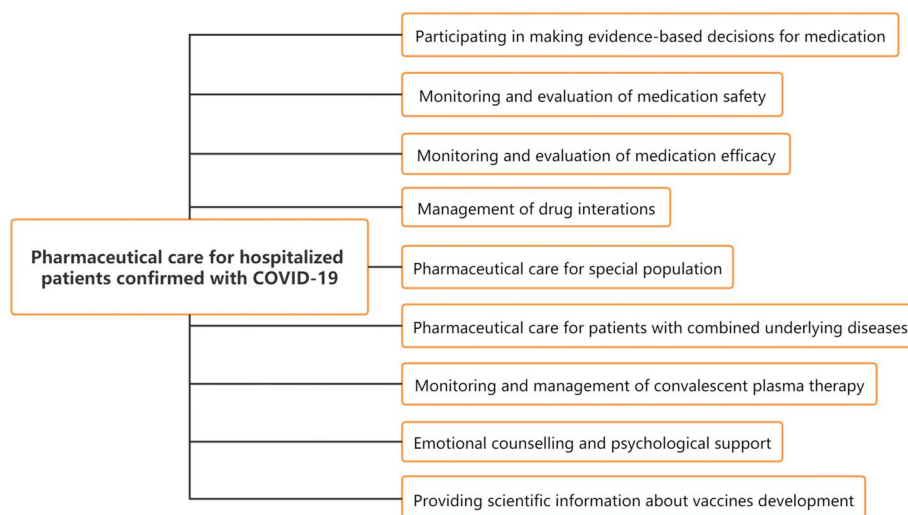 Participating in making evidence-based decisions for medication
Monitoring and evaluation of medication safety
Monitoring and evaluation of medication efficacy
Management of drug interations
Pharmaceutical care for hospitalized
patients confirmed with COVID-19
Pharmaceutical care for special population
Pharmaceutical care for patients with combined underlying diseases
Monitoring and management of convalescent plasma therapy
Emotional counselling and psychological support
Providing scientific information about vaccines development